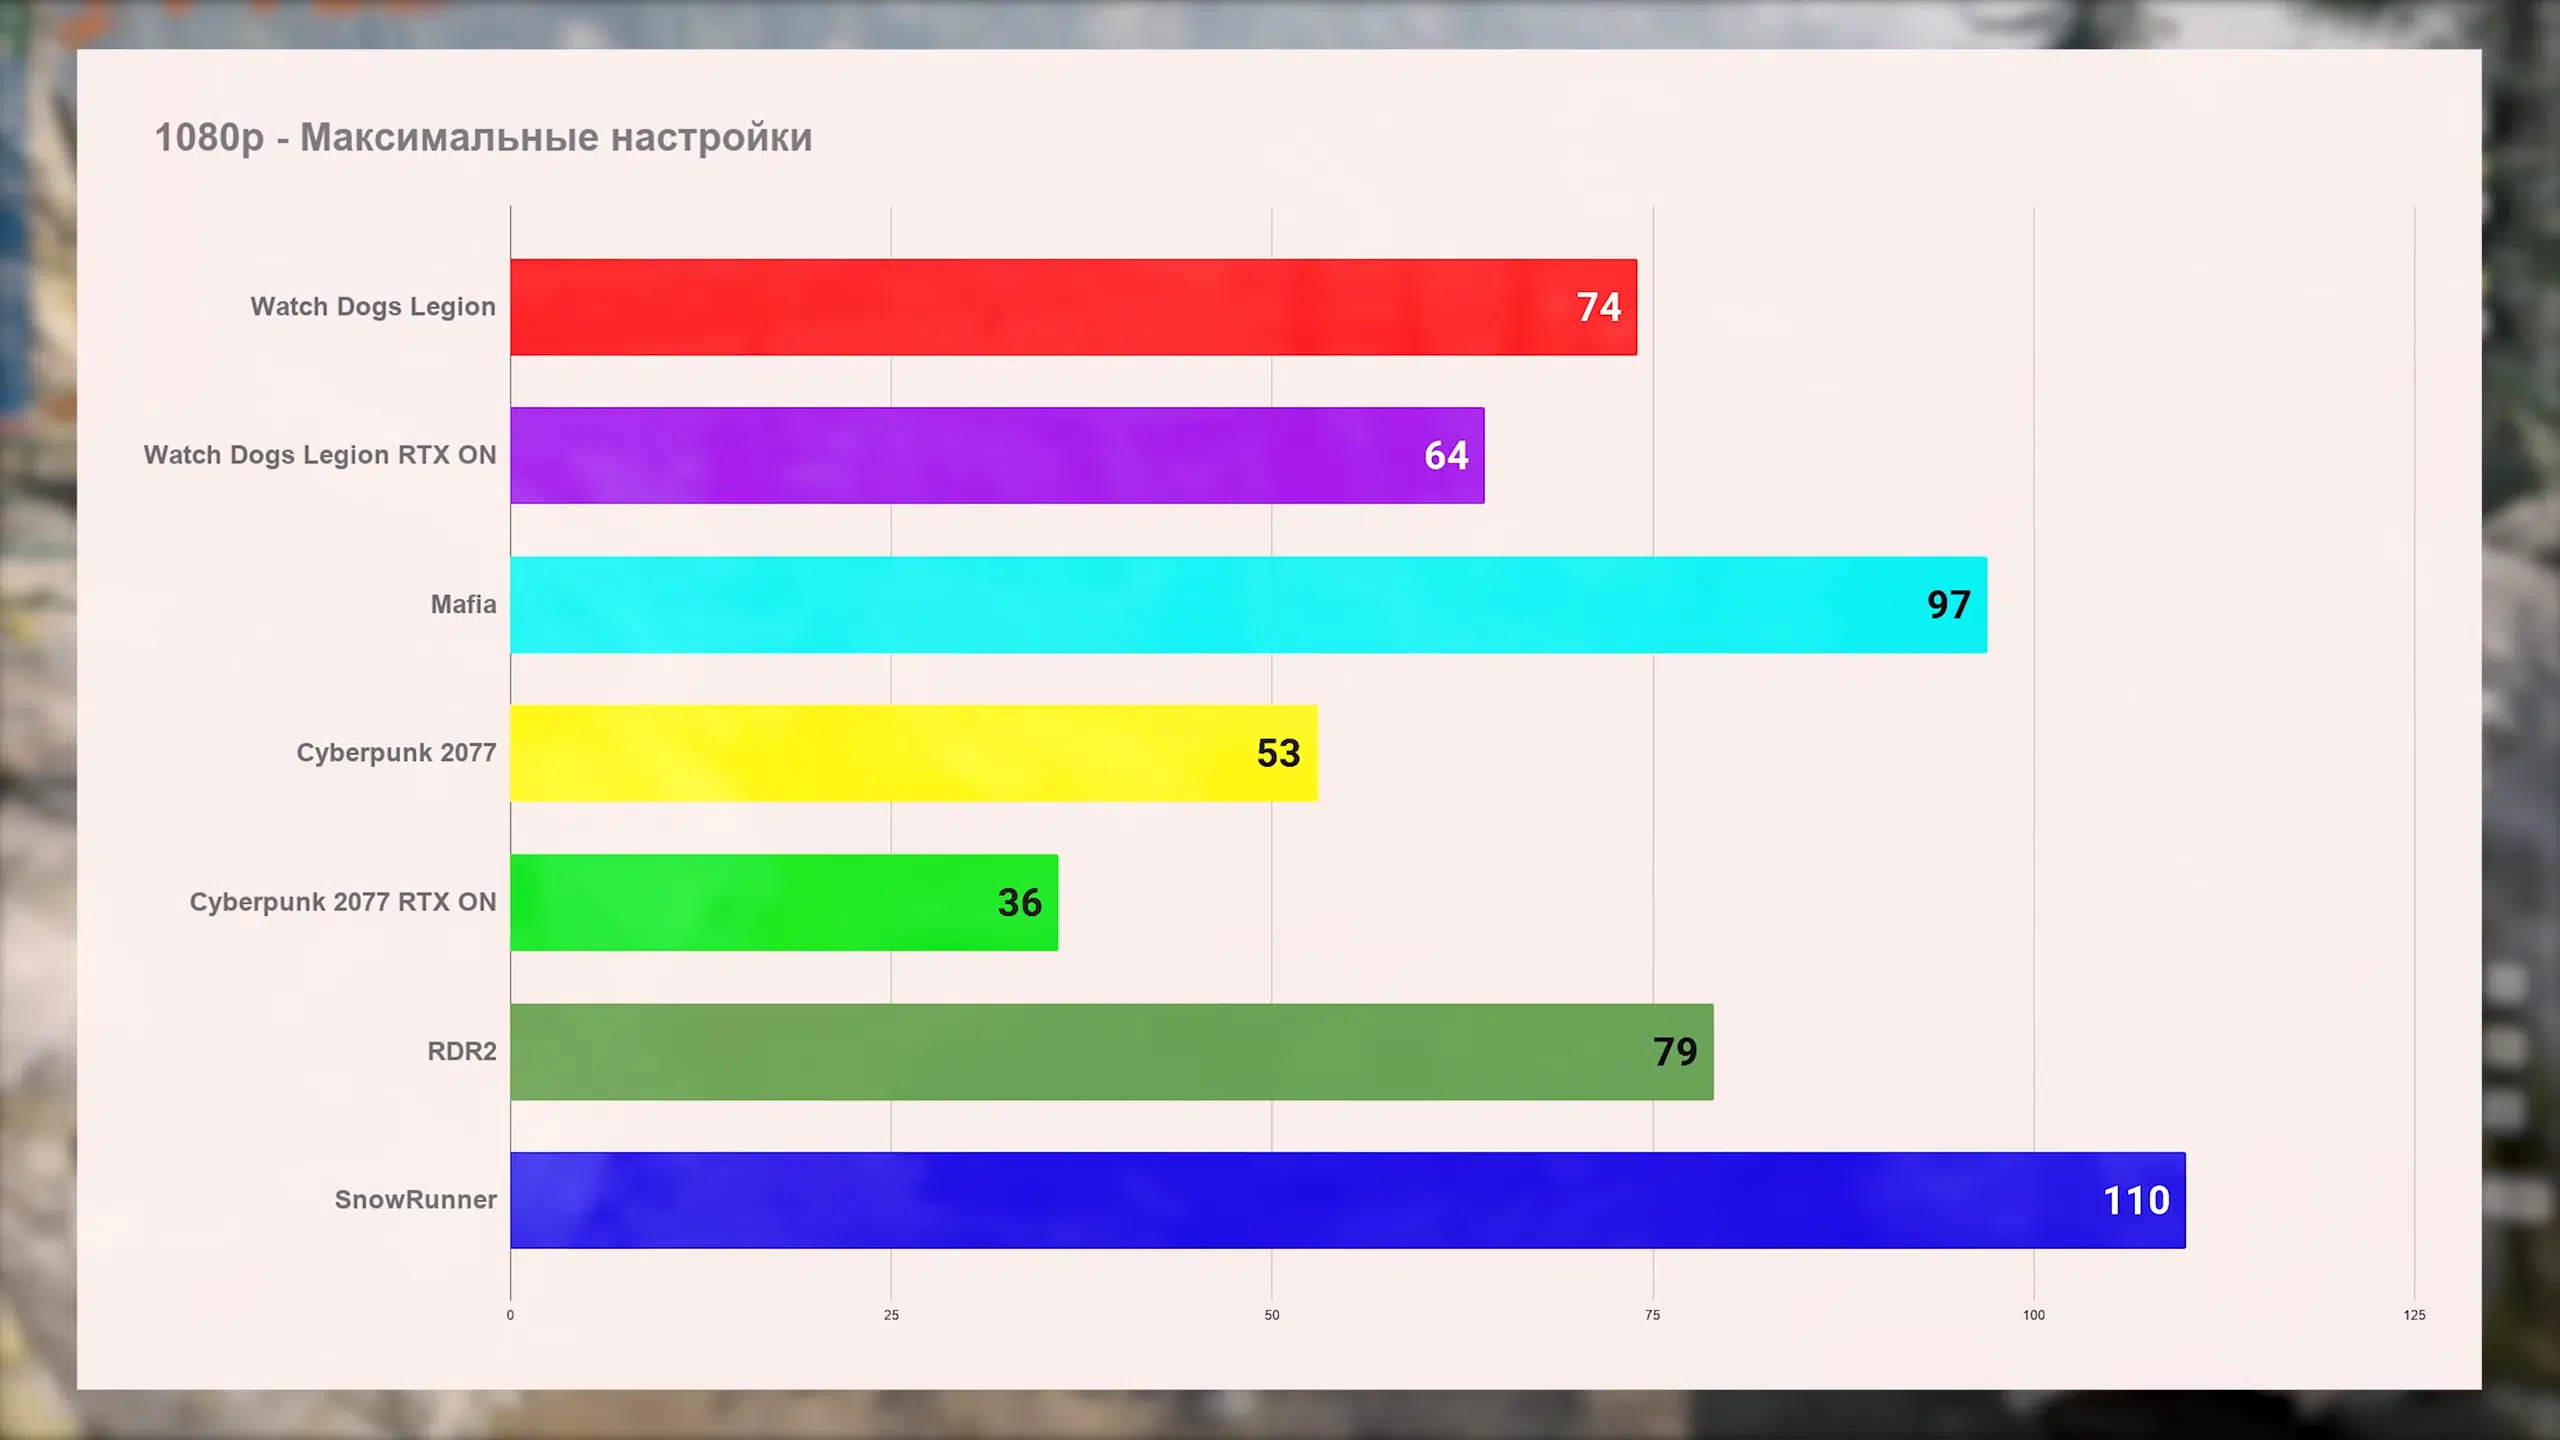 1080p - Максимальные настройки
Watch Dogs Legion
74
Watch Dogs Legion RTX ON
64
Mafia
97
Cyberpunk 2077
53
Cyberpunk 2077 RTX ON
36
RDR2
79
SnowRunner
110
0 25 50 75 100 125